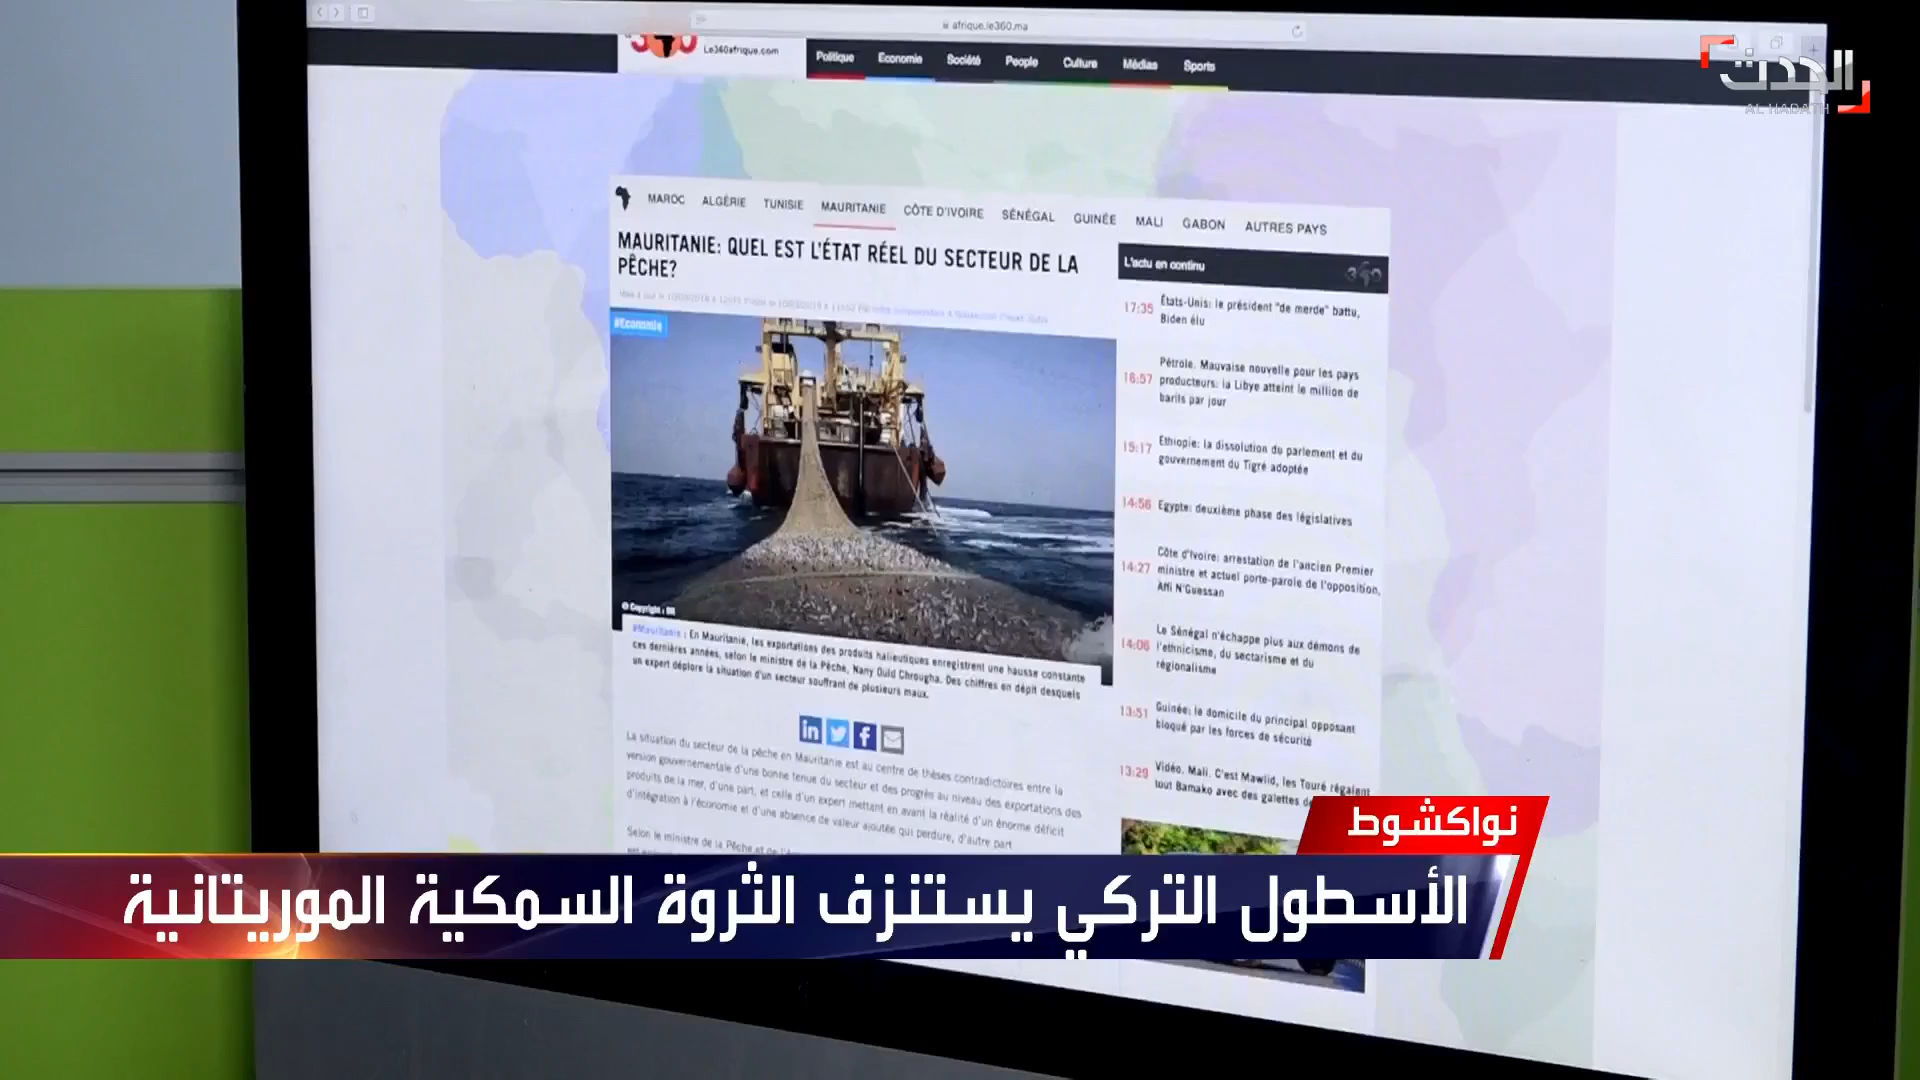 afrique.le360.ma
Le360afrique.com
Politique Economie Société People Culture Médias Sports
الحدث
AL HADATH
MAROC ALGÉRIE TUNISIE MAURITANIE CÔTE D'IVOIRE SÉNÉGAL GUINÉE MALI GABON AUTRES PAYS
MAURITANIE: QUEL EST L'ÉTAT RÉEL DU SECTEUR DE LA
PÊCHE?
#Economie
© Copyright : DR
#Mauritanie : En Mauritanie, les exportations des produits halieutiques enregistrent une hausse constante
ces dernières années, selon le ministre de la Pêche, Nany Ould Chrougha. Des chiffres en dépit desquels
un expert déplore la situation d'un secteur souffrant de plusieurs maux.
La situation du secteur de la pêche en Mauritanie est au centre de thèses contradictoires entre la
version gouvernementale d'une bonne tenue du secteur et des progrès au niveau des exportations des
produits de la mer, d'une part, et celle d'un expert mettant en avant la réalité d'un énorme déficit
d'intégration à l'économie et d'une absence de valeur ajoutée qui perdure, d'autre part
Selon le ministre de la Pêche et de
L'actu en continu
360
17:35 États-Unis: le président "de merde" battu,
Biden élu
16:57 Pétrole. Mauvaise nouvelle pour les pays
producteurs: la Libye atteint le million de
barils par jour
15:17 Ethiopie: la dissolution du parlement et du
gouvernement du Tigré adoptée
14:56 Egypte: deuxième phase des législatives
14:27 Côte d'Ivoire: arrestation de l'ancien Premier
ministre et actuel porte-parole de l'opposition,
Affi N'Guessan
14:06 Le Sénégal n'échappe plus aux démons de
l'ethnicisme, du sectarisme et du
régionalisme
13:51 Guinée: le domicile du principal opposant
bloqué par les forces de sécurité
13:29 Vidéo. Mali. C'est Mawlid, les Touré régalent
tout Bamako avec des galettes
نواكشوط
الأسطول التركي يستنزف الثروة السمكية الموريتانية